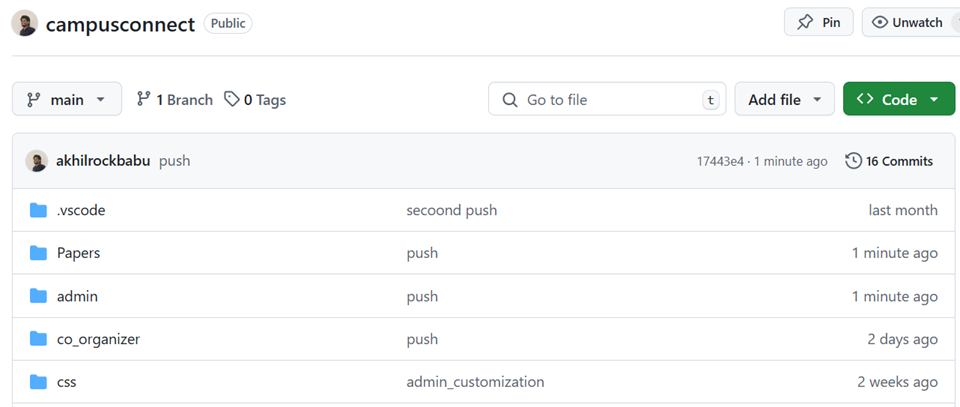 campusconnect Public Pin Unwatch
main 1 Branch 0 Tags Go to file t Add file Code
akhilrockbabu push 17443e4 · 1 minute ago 16 Commits
.vscode secoond push last month
Papers push 1 minute ago
admin push 1 minute ago
co_organizer push 2 days ago
css admin_customization 2 weeks ago